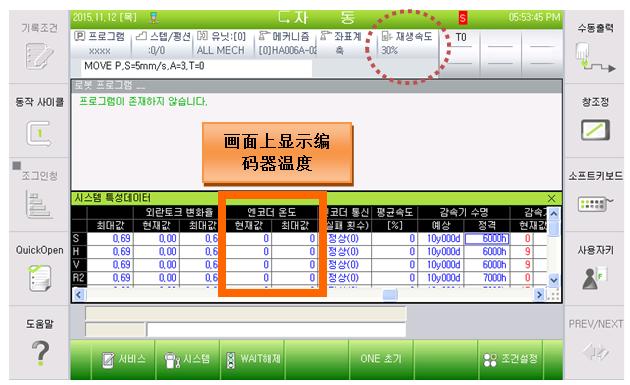 기록조건
2015,11,12 [목]
자 동
S
05:53:45 PM
수동출력
P 프로그램
스텝/펑션
유닛:[0]
메커니즘
좌표계
재생속도
T0
xxxx
:0/0
ALL MECH
[0]HA006A-02
축
30%
MOVE P,S=5mm/s,A=3,T=0
동작 사이클
로봇 프로그램 __
창조정
프로그램이 존재하지 않습니다.
画面上显示编
码器温度
조그인칭
소프트키보드
시스템 특성데이터
외란토크 변화율
엔코더 온도
엔코더 통신
평균속도
감속기 수명
감속기
최대값
현재값
최대값
현재값
최대값
실패 횟수)
[%]
예상
정격
현재값
S 0,69 0,00 0,6 0 0 정상(0) 0 10y000d 6000h 0
H 0,69 0,00 0,6 0 0 정상(0) 0 10y000d 6000h 9
V 0,69 0,00 0,6 0 0 정상(0) 0 10y000d 6000h 9
R2 0,69 0,00 0,6 0 0 정상(0) 0 10y000d 7000h 0
QuickOpen
사용자키
도움말
PREV/NEXT
서비스
시스템
WAIT해제
ONE 초기
조건설정